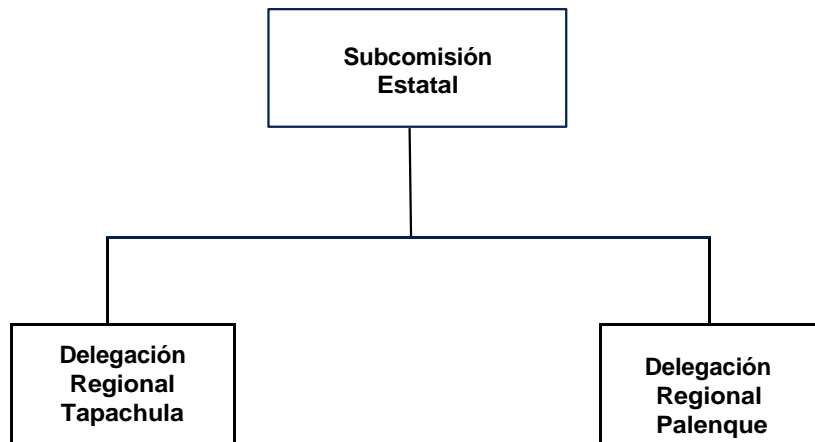 Subcomisión
Estatal
Delegación
Regional
Tapachula
Delegación
Regional
Palenque